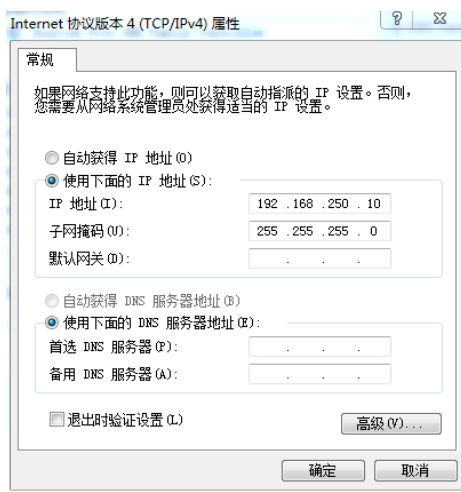 Internet 协议版本 4 (TCP/IPv4) 属性
常规
如果网络支持此功能，则可以获取自动指派的 IP 设置。否则，
您需要从网络系统管理员处获得适当的 IP 设置。
自动获得 IP 地址(O)
使用下面的 IP 地址(S):
IP 地址(I): 192 .168 .250 . 10
子网掩码(U): 255 .255 .255 . 0
默认网关(D): . . .
自动获得 DNS 服务器地址(B)
使用下面的 DNS 服务器地址(E):
首选 DNS 服务器(P): . . .
备用 DNS 服务器(A): . . .
退出时验证设置(L)
高级(V)...
确定 取消